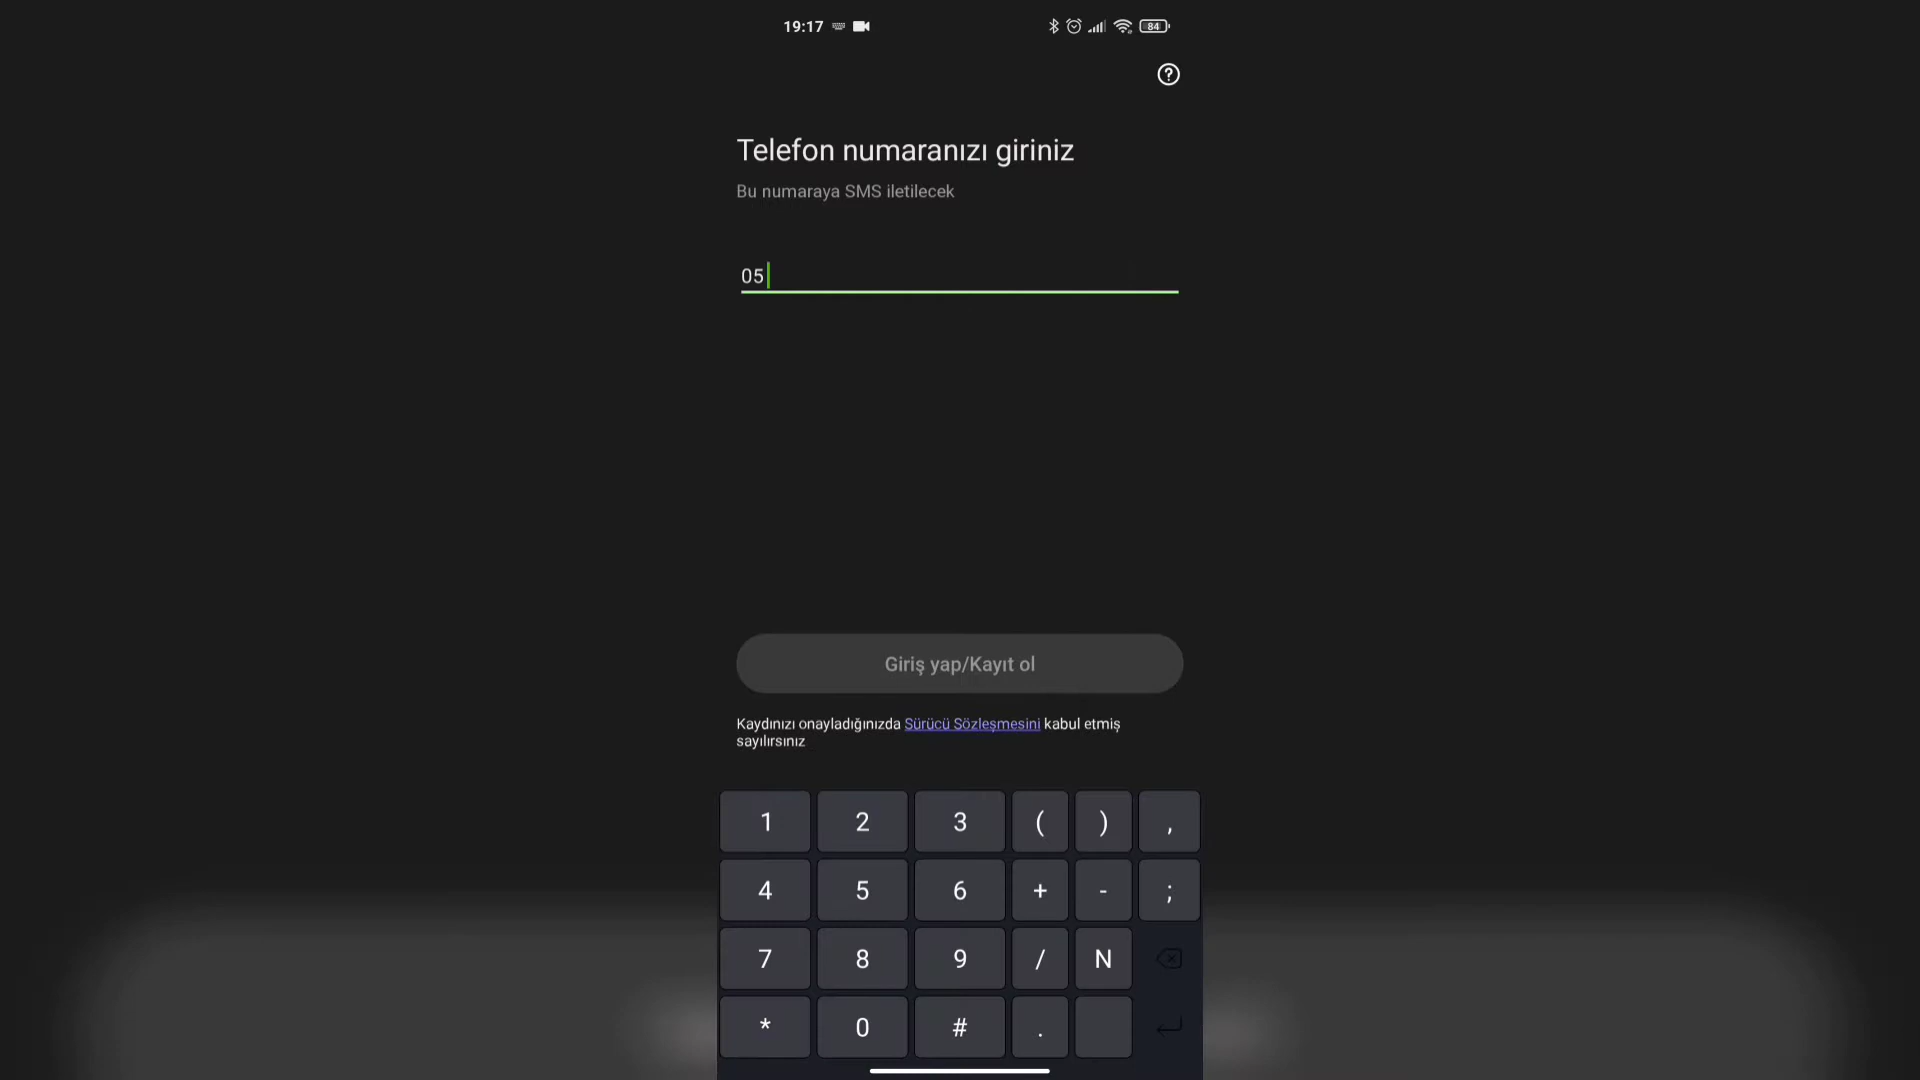 19:17
84
Telefon numaranızı giriniz
Bu numaraya SMS iletilecek
05
Giriş yap/Kayıt ol
Kaydınızı onayladığınızda Sürücü Sözleşmesini kabul etmiş
sayılırsınız
1 2 3 ( ) ,
4 5 6 + - ;
7 8 9 / N
* 0 # .